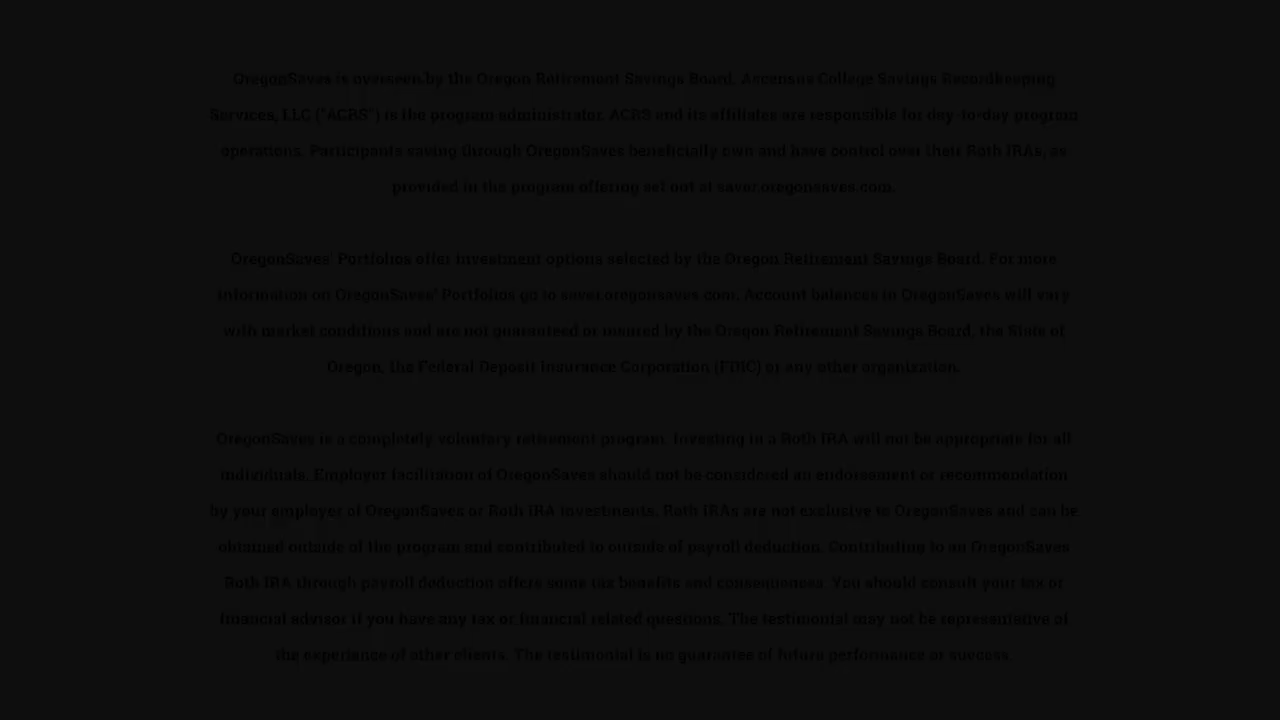 OregonSaves is overseen by the Oregon Retirement Savings Board. Ascensus College Savings Recordkeeping
Services, LLC ("ACRS") is the program administrator. ACRS and its affiliates are responsible for day-to-day program
operations. Participants saving through OregonSaves beneficially own and have control over their Roth IRAs, as
provided in the program offering set out at saver.oregonsaves.com.
OregonSaves' Portfolios offer investment options selected by the Oregon Retirement Savings Board. For more
information on OregonSaves' Portfolios go to saver.oregonsaves.com. Account balances in OregonSaves will vary
with market conditions and are not guaranteed or insured by the Oregon Retirement Savings Board, the State of
Oregon, the Federal Deposit Insurance Corporation (FDIC) or any other organization.
OregonSaves is a completely voluntary retirement program. Investing in a Roth IRA will not be appropriate for all
individuals. Employer facilitation of OregonSaves should not be considered an endorsement or recommendation
by your employer of OregonSaves or Roth IRA investments. Roth IRAs are not exclusive to OregonSaves and can be
obtained outside of the program and contributed to outside of payroll deduction. Contributing to an OregonSaves
Roth IRA through payroll deduction offers some tax benefits and consequences. You should consult your tax or
financial advisor if you have any tax or financial related questions. The testimonial may not be representative of
the experience of other clients. The testimonial is no guarantee of future performance or success.